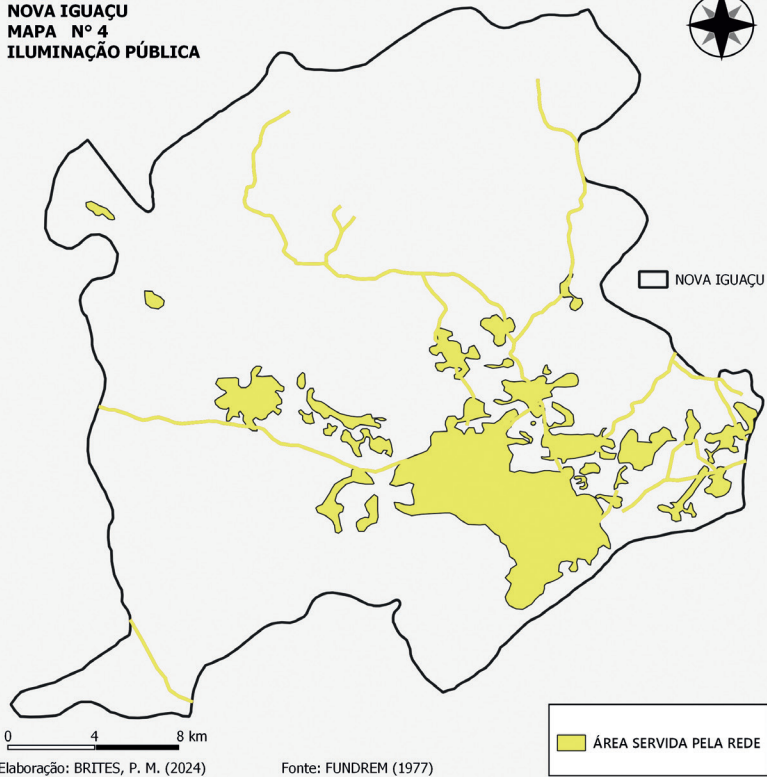 NOVA IGUAÇU
MAPA Nº 4
ILUMINAÇÃO PÚBLICA
NOVA IGUAÇU
ÁREA SERVIDA PELA REDE
0 4 8 km
Elaboração: BRITES, P. M. (2024) Fonte: FUNDREM (1977)